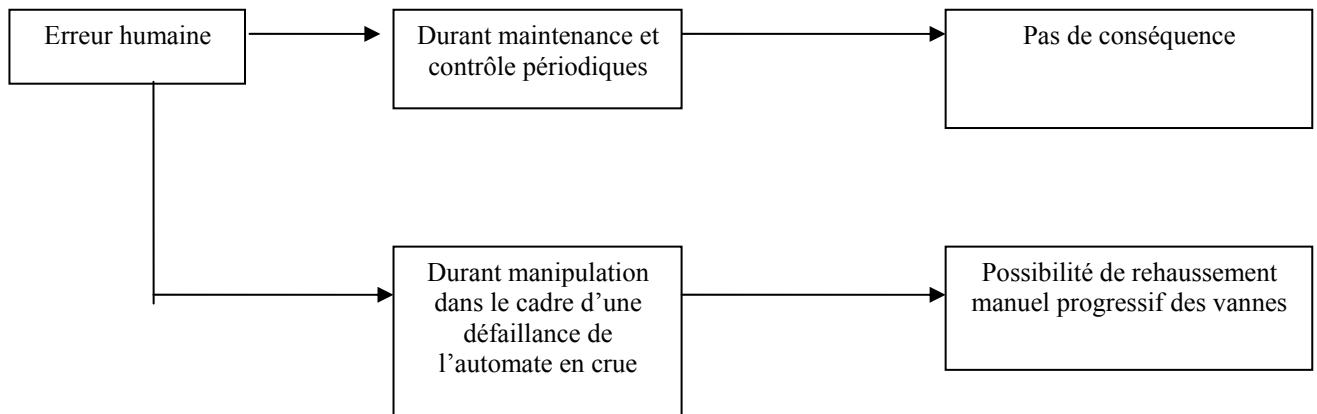 Erreur humaine
Durant maintenance et
contrôle périodiques
Pas de conséquence
Durant manipulation
dans le cadre d’une
défaillance de
l’automate en crue
Possibilité de rehaussement
manuel progressif des vannes